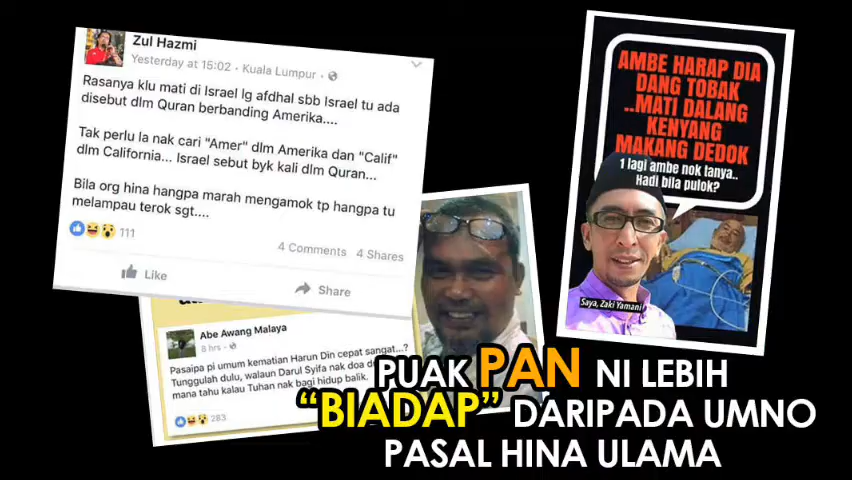 Zul Hazmi
Yesterday at 15:02 · Kuala Lumpur ·
Rasanya klu mati di Israel lg afdhal sbb Israel tu ada
disebut dlm Quran berbanding Amerika....
Tak perlu la nak cari "Amer" dlm Amerika dan "Calif"
dlm California... Israel sebut byk kali dlm Quran...
Bila org hina hangpa marah mengamok tp hangpa tu
melampau terok sgt....
111
4 Comments 4 Shares
Like
Share
Abe Awang Malaya
8 hrs ·
Pasaipa pi umum kematian Harun Din cepat sangat...?
Tunggulah dulu, walaun Darul Syifa nak doa
mana tahu kalau Tuhan nak bagi hidup balik.
283
AMBE HARAP DIA
DANG TOBAK
..MATI DALANG
KENYANG
MAKANG DEDOK
1 lagi ambe nok tanya..
Hadi bila pulok?
Saya, Zaki Yamani
PUAK PAN NI LEBIH
"BIADAP" DARIPADA UMNO
PASAL HINA ULAMA